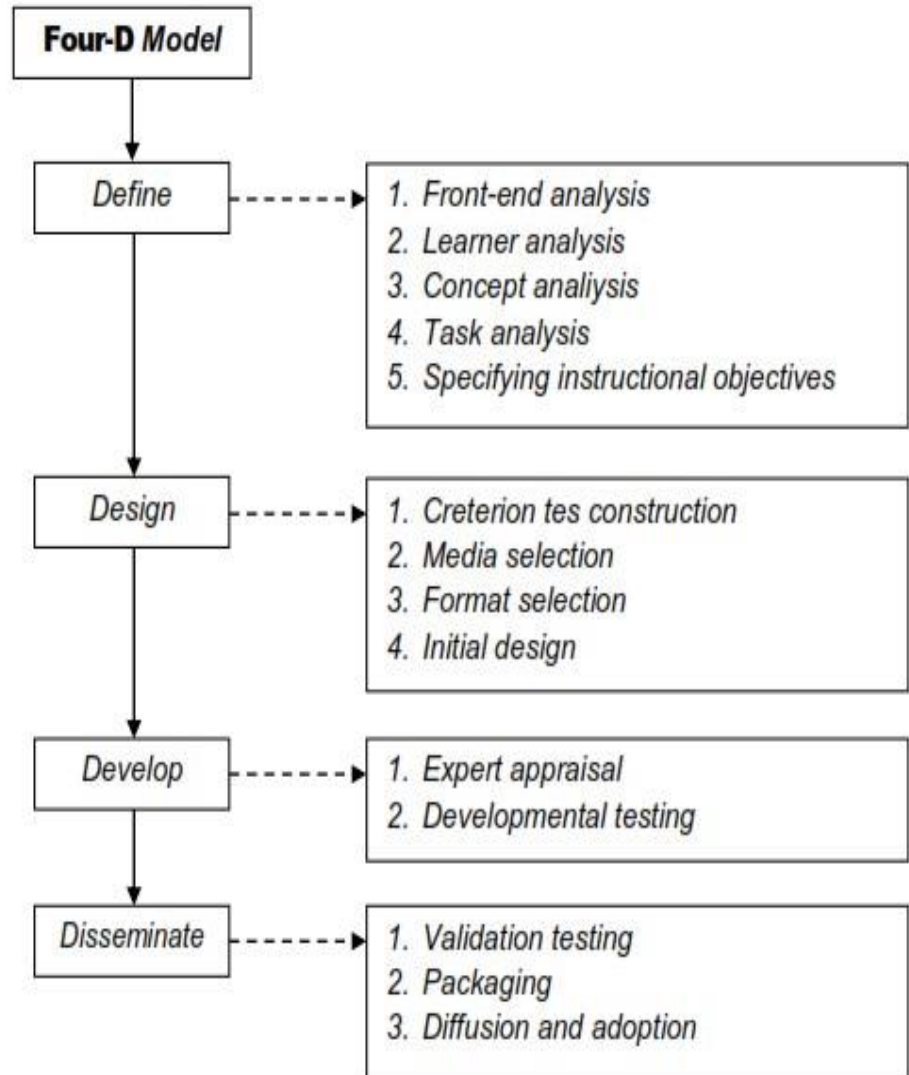 Four-D Model
Define
1. Front-end analysis
2. Learner analysis
3. Concept analiysis
4. Task analysis
5. Specifying instructional objectives
Design
1. Creterion tes construction
2. Media selection
3. Format selection
4. Initial design
Develop
1. Expert appraisal
2. Developmental testing
Disseminate
1. Validation testing
2. Packaging
3. Diffusion and adoption